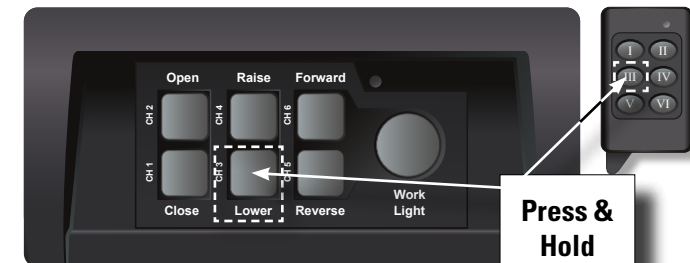 Open Raise Forward
CH 2 CH 4 CH 6
CH 1 CH 3 CH 5
Close Lower Reverse
Work
Light
I II
III IV
V VI
Press &
Hold